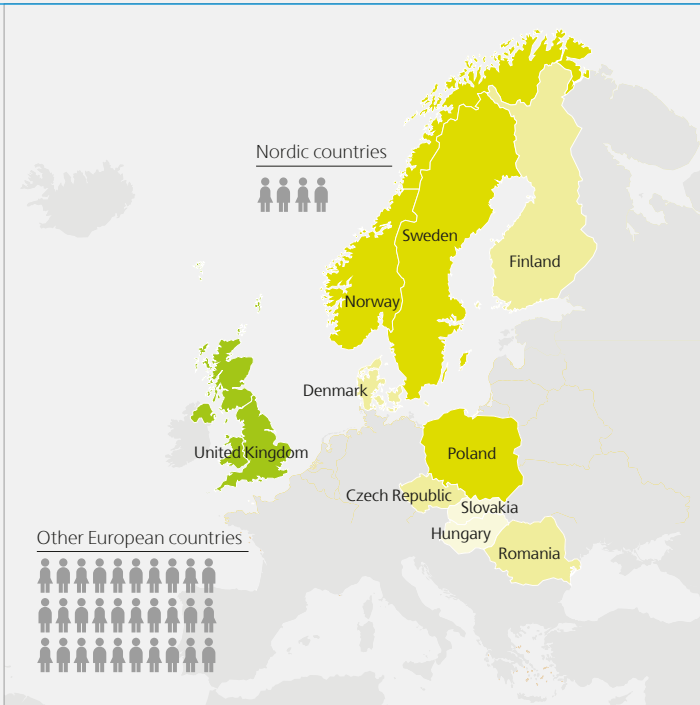 Nordic countries
Sweden
Finland
Norway
Denmark
United Kingdom
Poland
Czech Republic
Slovakia
Hungary
Romania
Other European countries